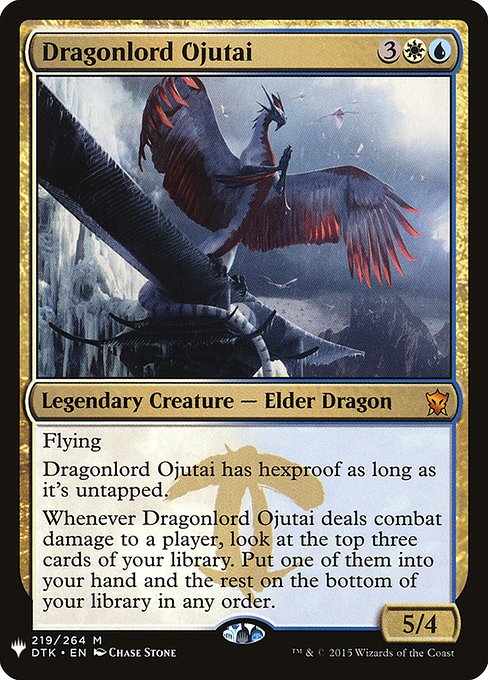 Dragonlord Ojutai 3
Legendary Creature — Elder Dragon
Flying
Dragonlord Ojutai has hexproof as long as
it's untapped.
Whenever Dragonlord Ojutai deals combat
damage to a player, look at the top three
cards of your library. Put one of them into
your hand and the rest on the bottom of
your library in any order.
5/4
219/264 M
DTK • EN Chase Stone
™ & © 2015 Wizards of the Coast